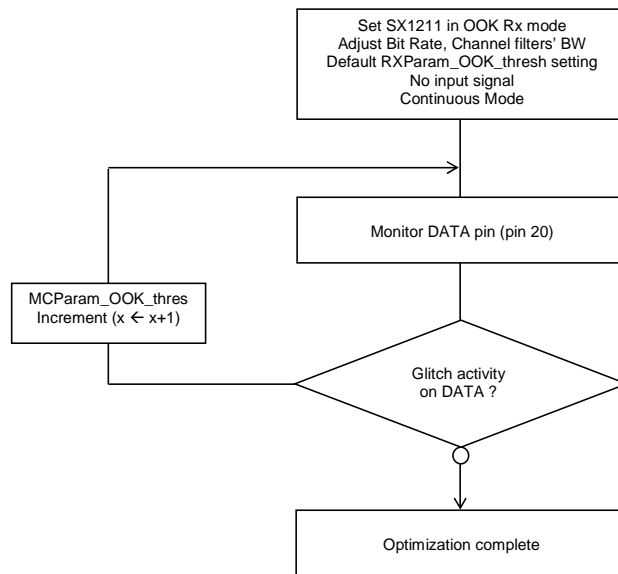 Set SX1211 in OOK Rx mode
Adjust Bit Rate, Channel filters' BW
Default RXParam_OOK_thresh setting
No input signal
Continuous Mode
Monitor DATA pin (pin 20)
MCParam_OOK_thres
Increment (x ← x+1)
Glitch activity
on DATA ?
Optimization complete